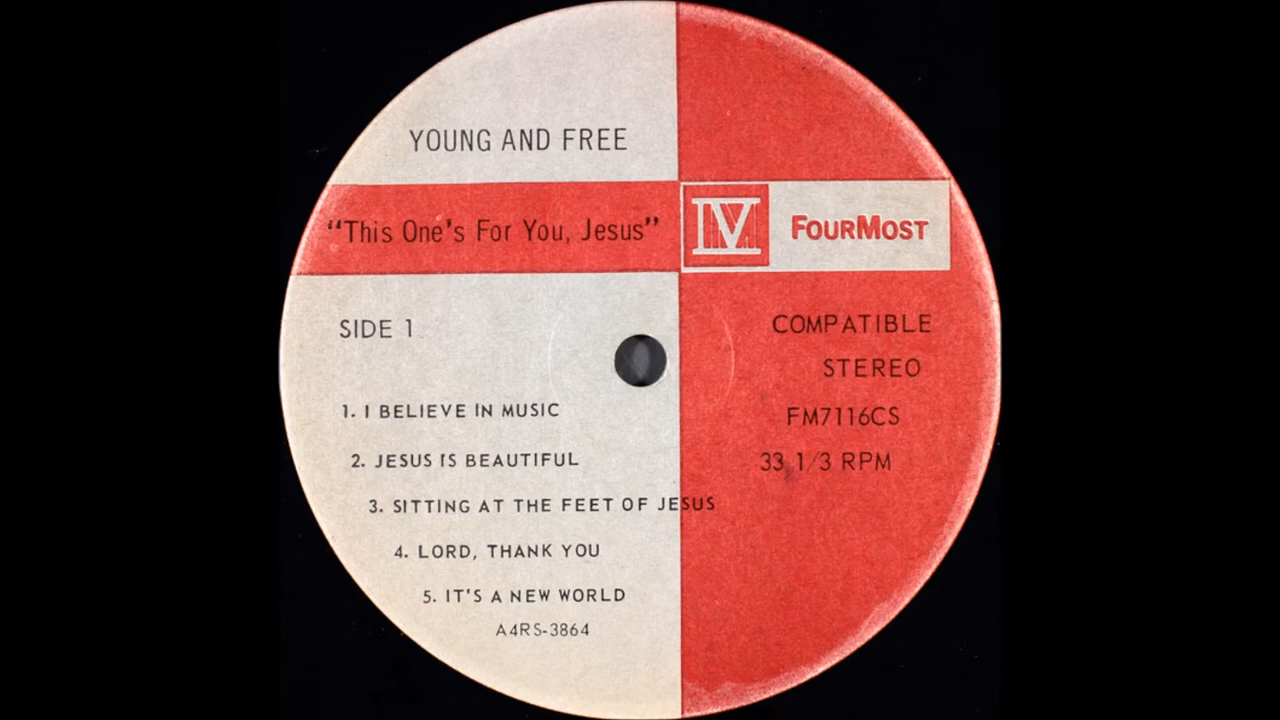 YOUNG AND FREE
"This One's For You, Jesus"
IV FOURMOST
SIDE 1
COMPATIBLE
STEREO
FM7116CS
33 1/3 RPM
1. I BELIEVE IN MUSIC
2. JESUS IS BEAUTIFUL
3. SITTING AT THE FEET OF JESUS
4. LORD, THANK YOU
5. IT'S A NEW WORLD
A4RS-3864